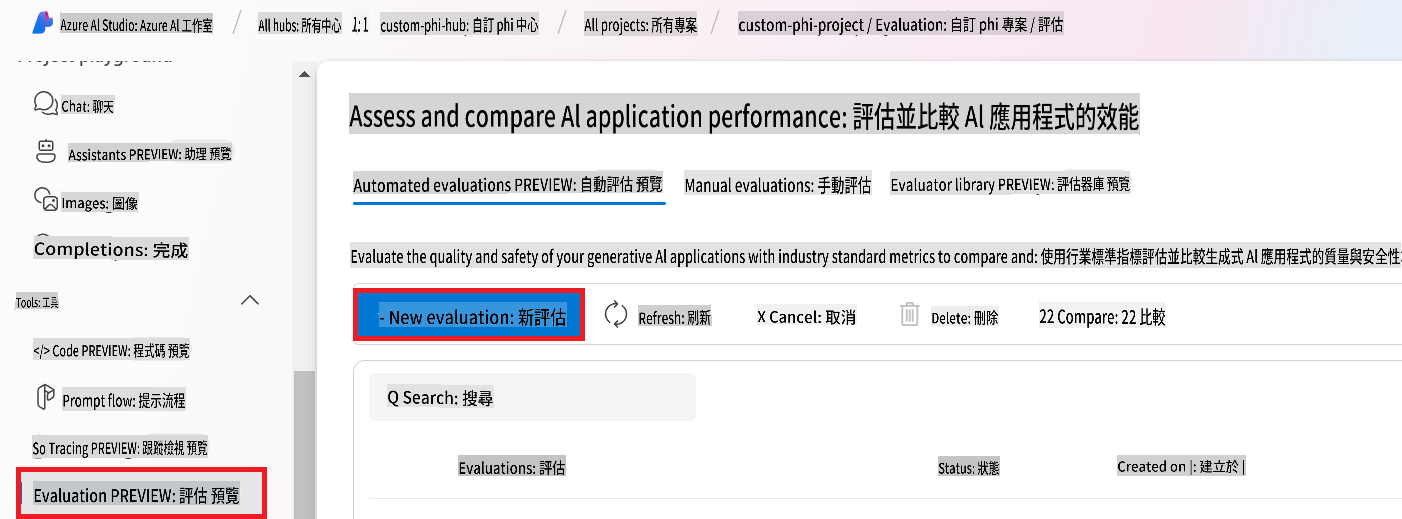 Azure AI Studio: Azure AI 工作室 / All hubs: 所有中心 1:1 custom-phi-hub: 自訂 phi 中心 / All projects: 所有專案 / custom-phi-project / Evaluation: 自訂 phi 專案 / 評估
Project playground
Chat: 聊天
Assistants PREVIEW: 助理 預覽
Images: 圖像
Completions: 完成
Tools: 工具
</> Code PREVIEW: 程式碼 預覽
Prompt flow: 提示流程
So Tracing PREVIEW: 跟蹤檢視 預覽
Evaluation PREVIEW: 評估 預覽
Assess and compare Al application performance: 評估並比較 Al 應用程式的效能
Automated evaluations PREVIEW: 自動評估 預覽 Manual evaluations: 手動評估 Evaluator library PREVIEW: 評估器庫 預覽
Evaluate the quality and safety of your generative Al applications with industry standard metrics to compare and: 使用行業標準指標評估並比較生成式 Al 應用程式的質量與安全性
- New evaluation: 新評估 Refresh: 刷新 X Cancel: 取消 Delete: 刪除 22 Compare: 22 比較
Q Search: 搜尋
Evaluations: 評估 Status: 狀態 Created on |: 建立於 |